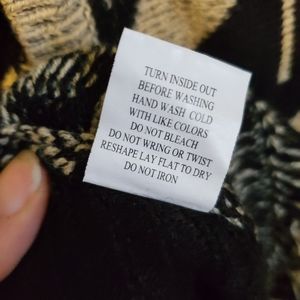 TURN INSIDE OUT
BEFORE WASHING
HAND WASH COLD
WITH LIKE COLORS
DO NOT BLEACH
DO NOT WRING OR TWIST
RESHAPE LAY FLAT TO DRY
DO NOT IRON